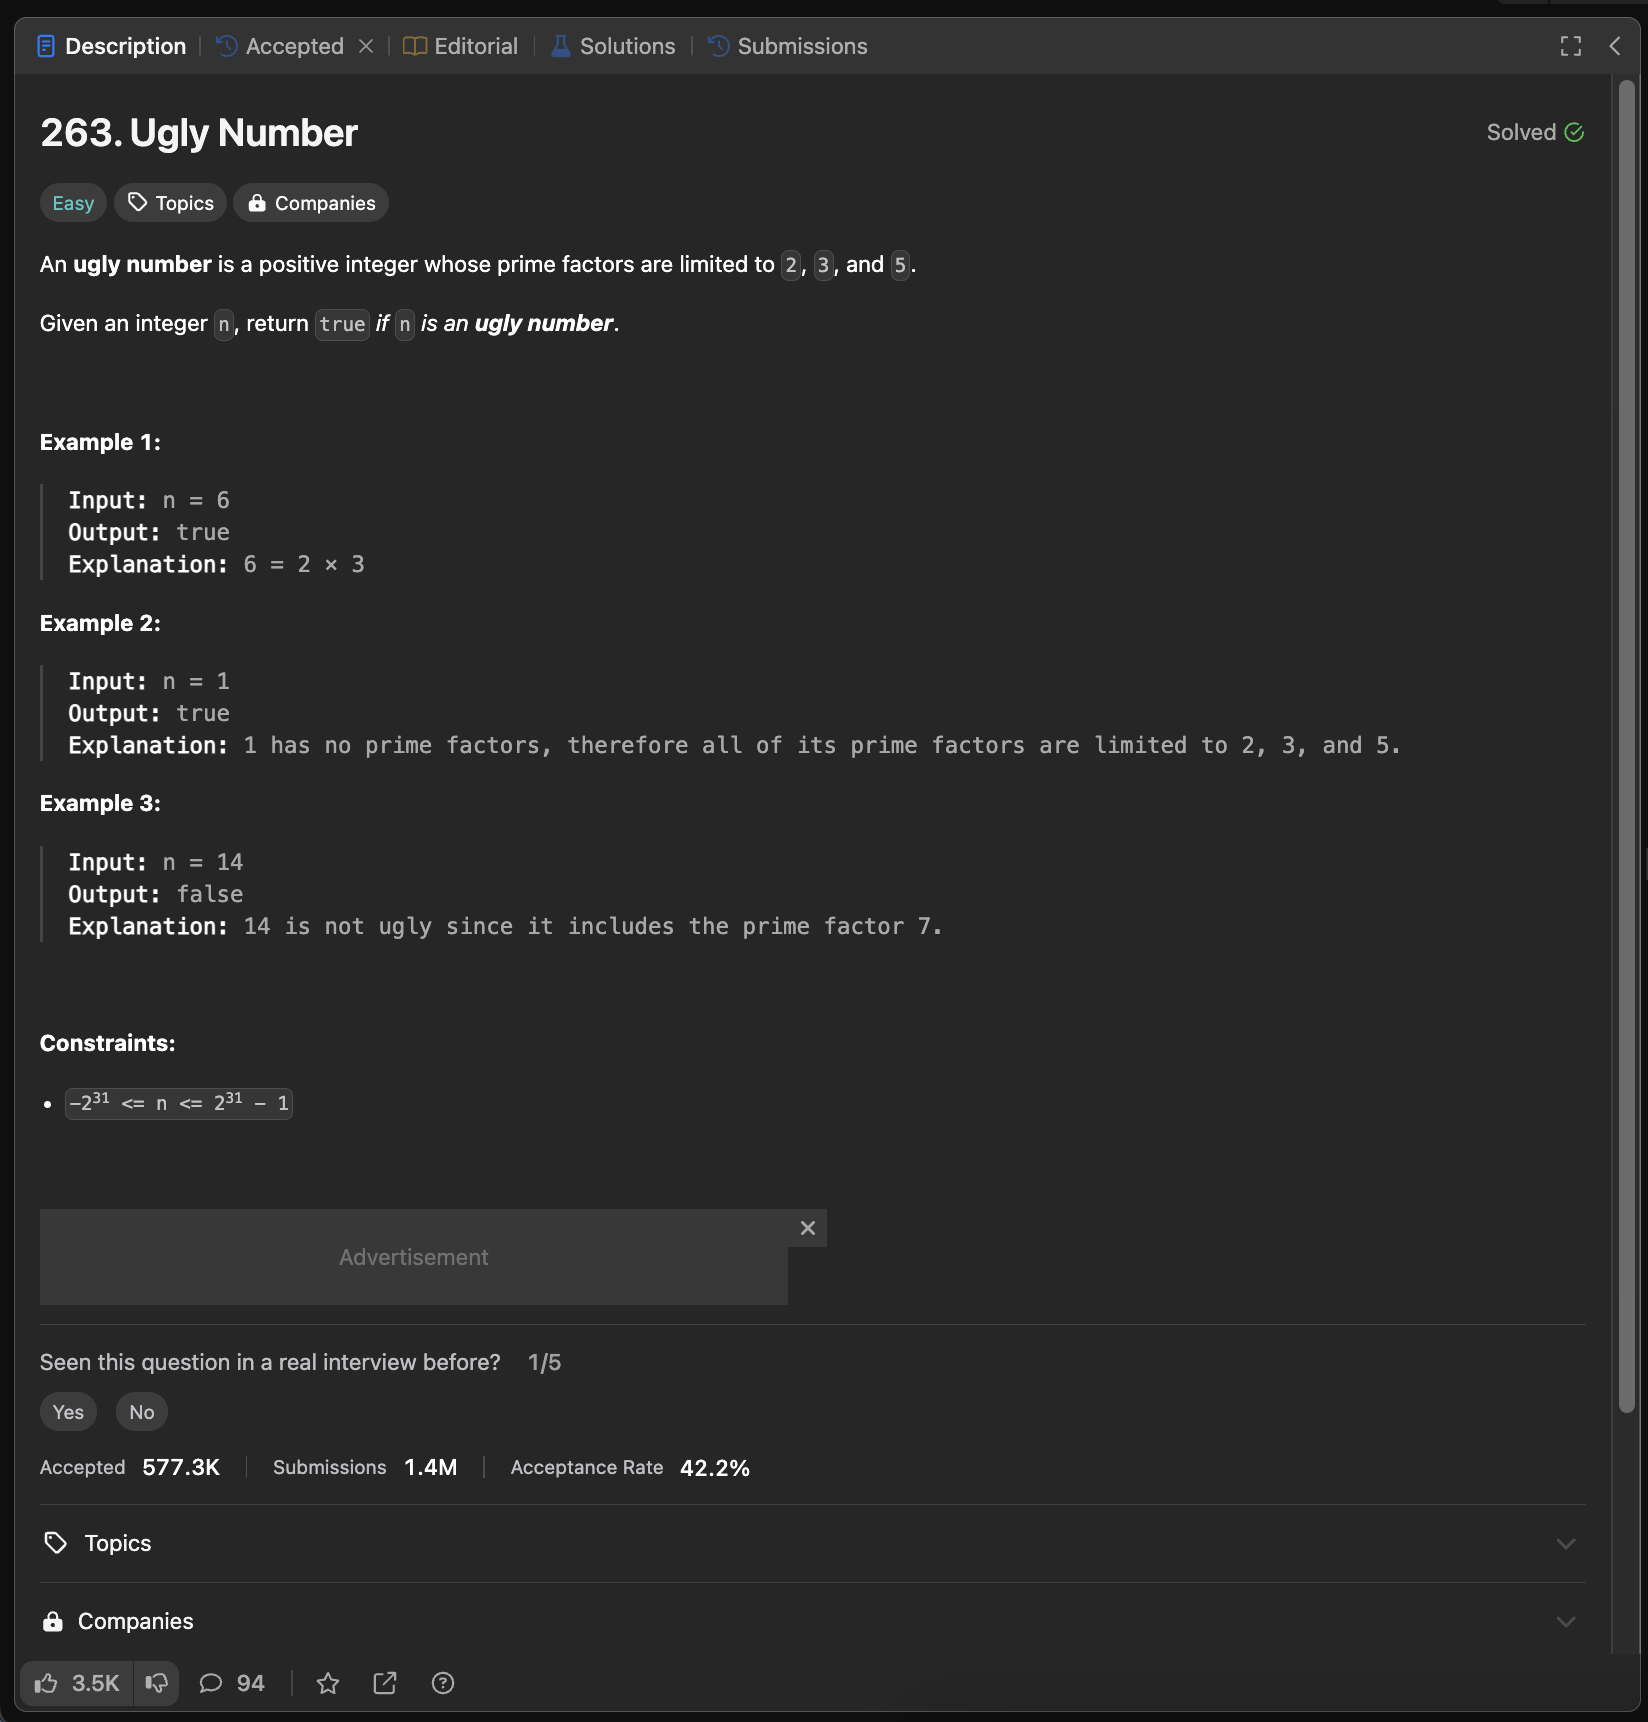 Description | Accepted × | Editorial | Solutions | Submissions
263. Ugly Number
Solved
Easy Topics Companies
An ugly number is a positive integer whose prime factors are limited to 2, 3, and 5.
Given an integer n, return true if n is an ugly number.
Example 1:
Input: n = 6
Output: true
Explanation: 6 = 2 × 3
Example 2:
Input: n = 1
Output: true
Explanation: 1 has no prime factors, therefore all of its prime factors are limited to 2, 3, and 5.
Example 3:
Input: n = 14
Output: false
Explanation: 14 is not ugly since it includes the prime factor 7.
Constraints:
• -2³¹ <= n <= 2³¹ - 1
Advertisement
Seen this question in a real interview before? 1/5
Yes No
Accepted 577.3K | Submissions 1.4M | Acceptance Rate 42.2%
Topics
Companies
3.5K 94